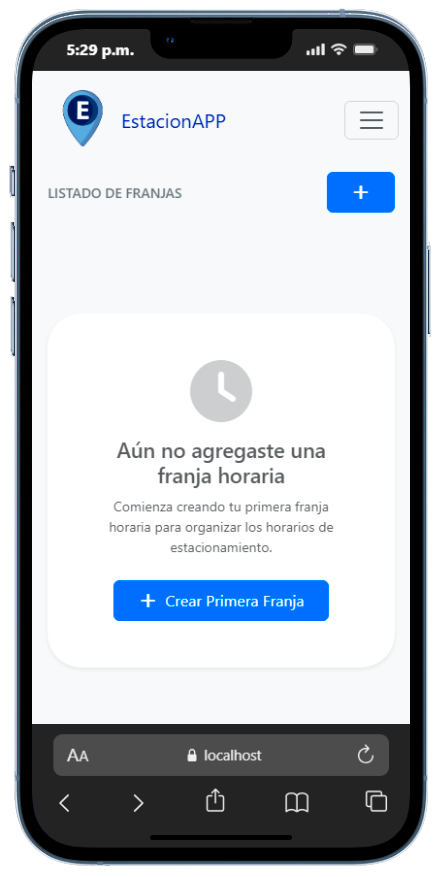 5:29 p.m.
E
EstacionAPP
LISTADO DE FRANJAS
+
Aún no agregaste una
franja horaria
Comienza creando tu primera franja
horaria para organizar los horarios de
estacionamiento.
+ Crear Primera Franja
AA
localhost